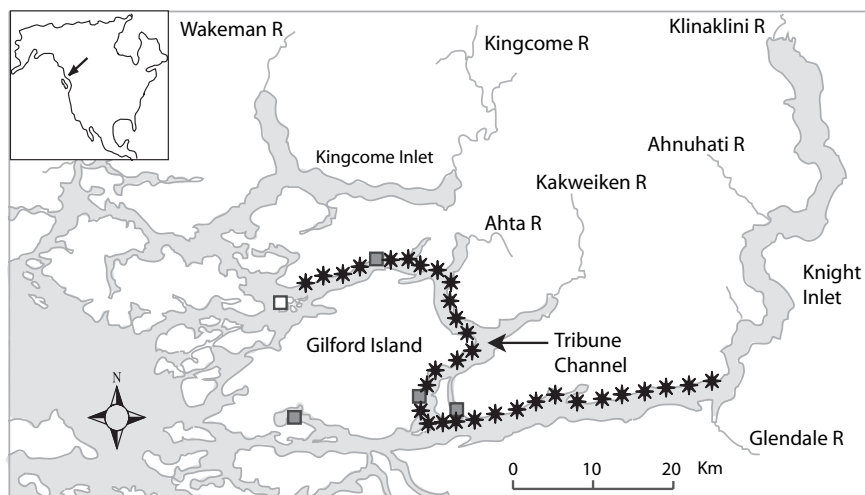 Wakeman R
Kingcome R
Klinaklini R
Ahnuhati R
Kingcome Inlet
Kakweiken R
Ahta R
Knight
Inlet
Gilford Island
Tribune
Channel
N
Glendale R
0 10 20 Km